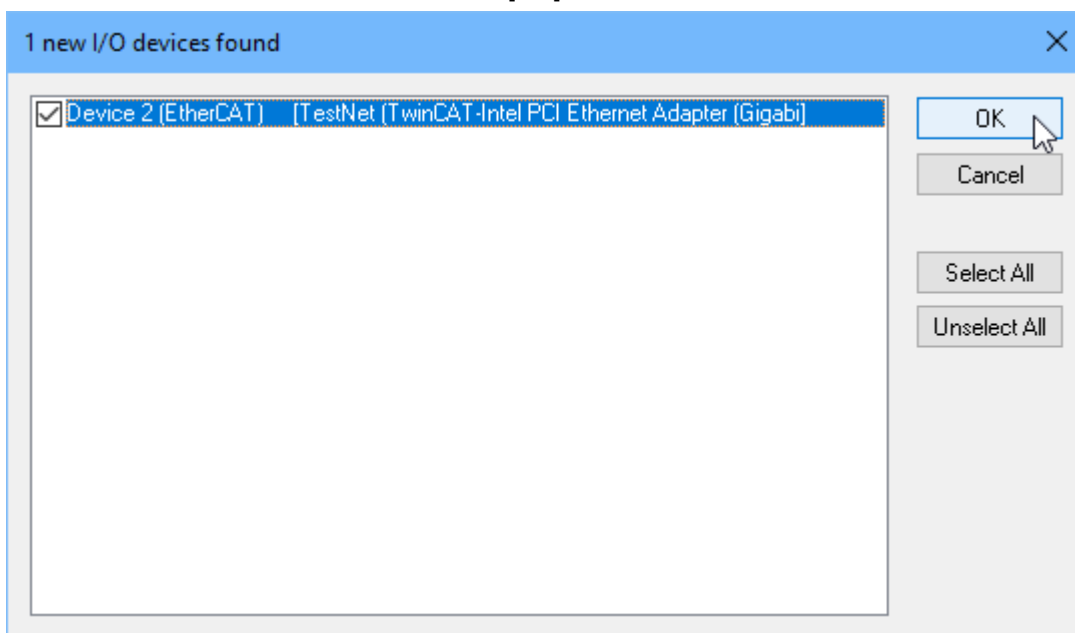 1 new I/O devices found
Device 2 (EtherCAT) [TestNet (TwinCAT-Intel PCI Ethernet Adapter (Gigabi]
OK
Cancel
Select All
Unselect All